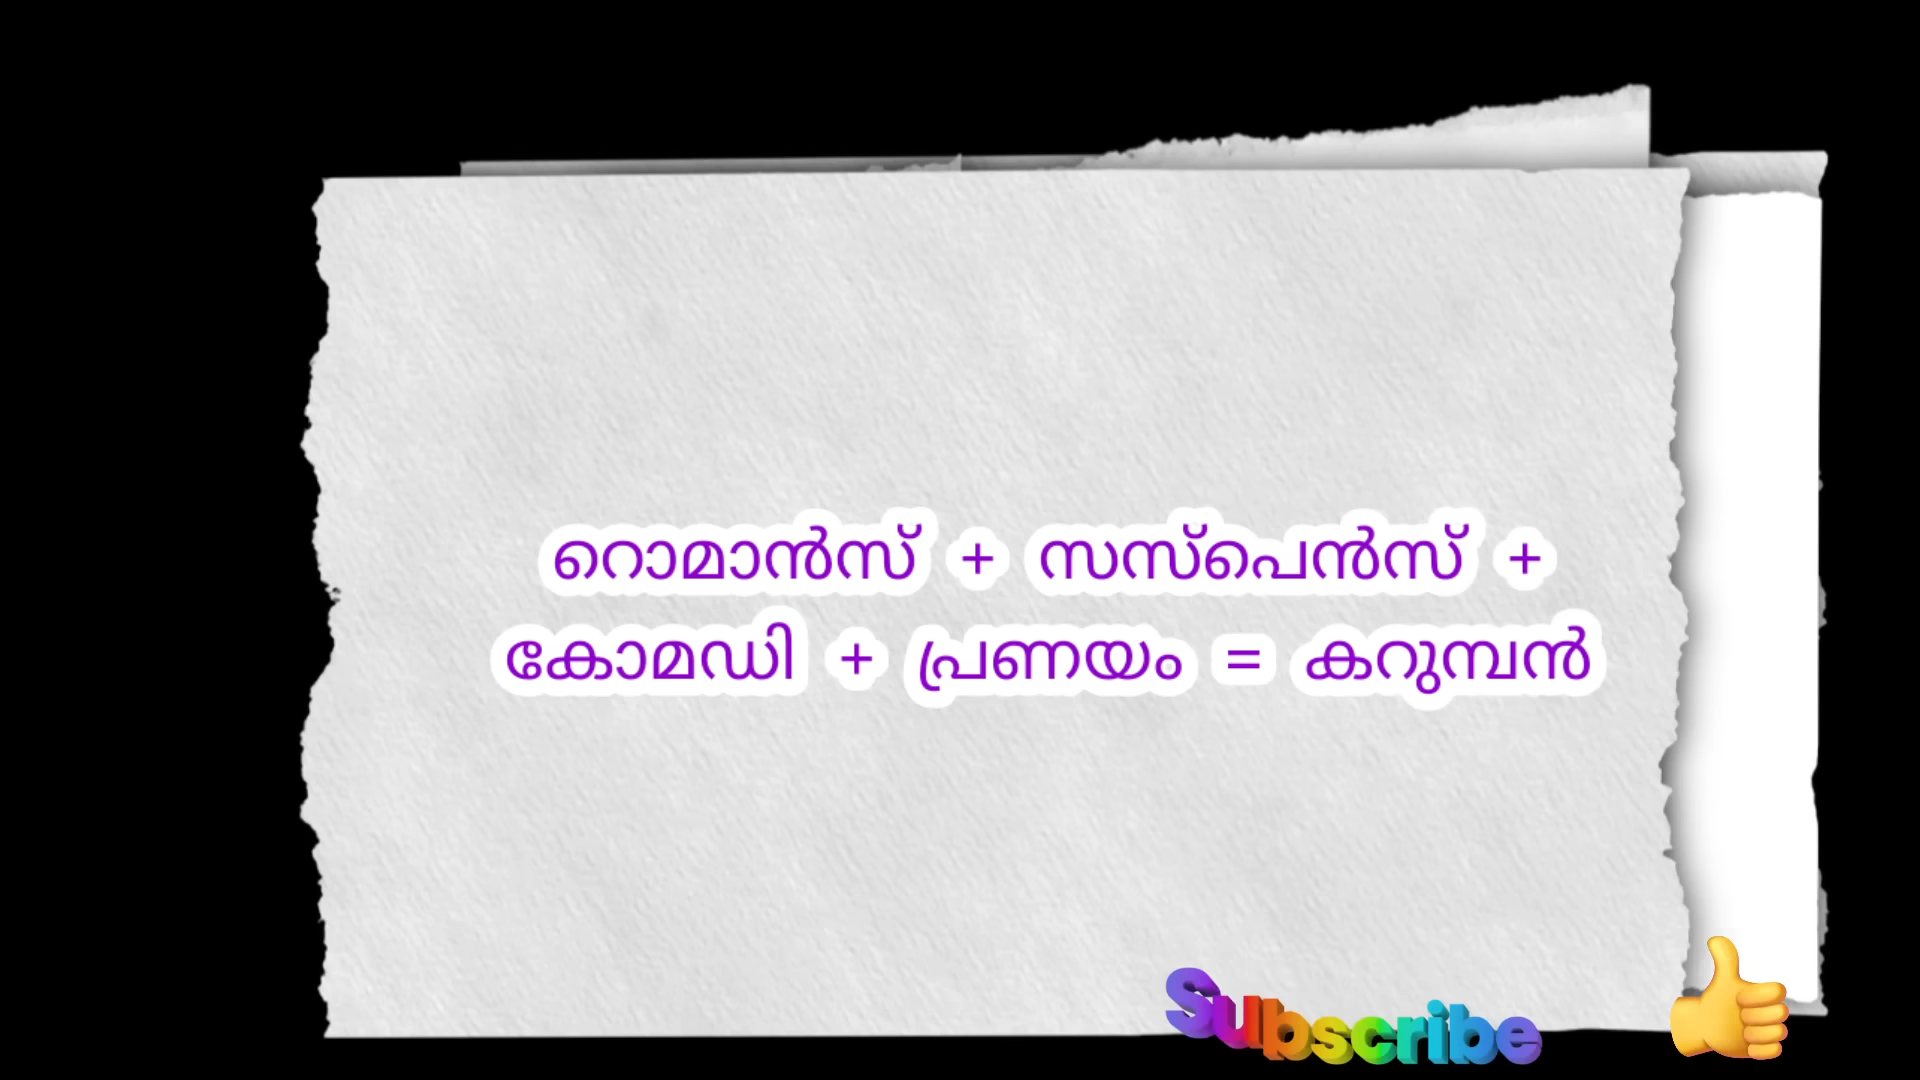 റൊമാൻസ് + സസ്പെൻസ് +
കോമഡി + പ്രണയം = കറുമ്പൻ
Subscribe